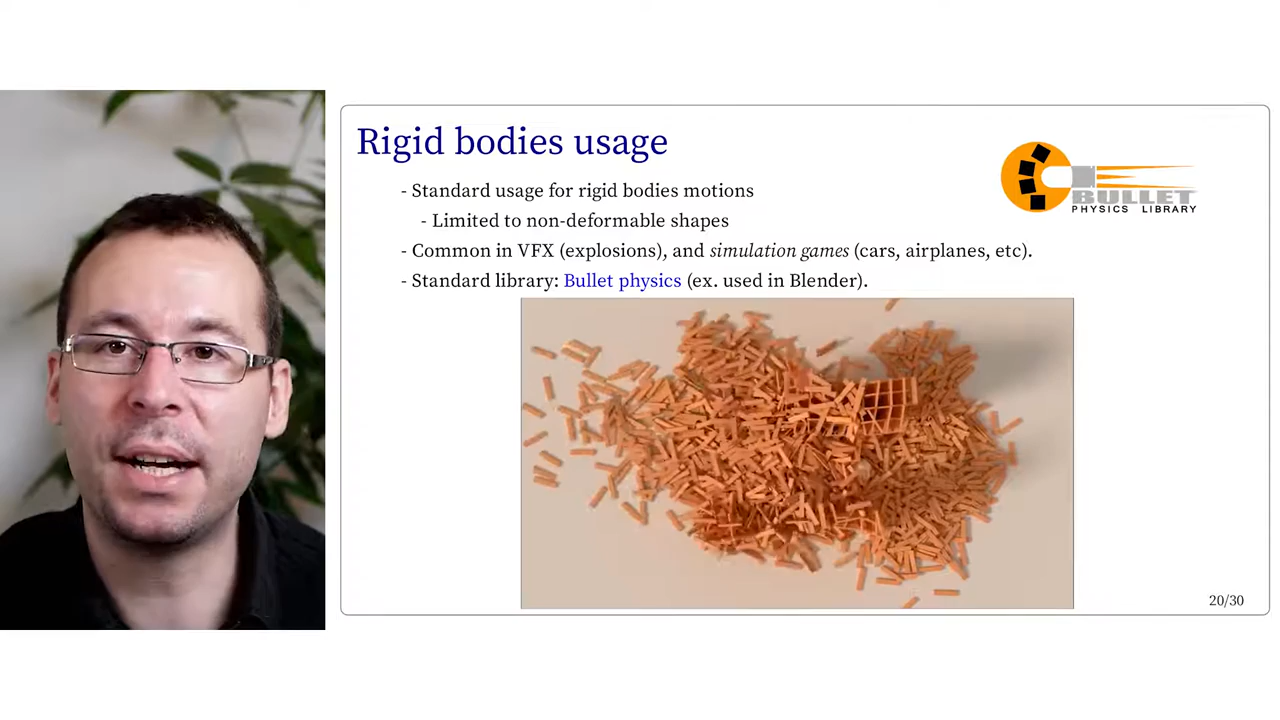 Rigid bodies usage
- Standard usage for rigid bodies motions
- Limited to non-deformable shapes
- Common in VFX (explosions), and simulation games (cars, airplanes, etc).
- Standard library: Bullet physics (ex. used in Blender).
BULLET
PHYSICS LIBRARY
20/30